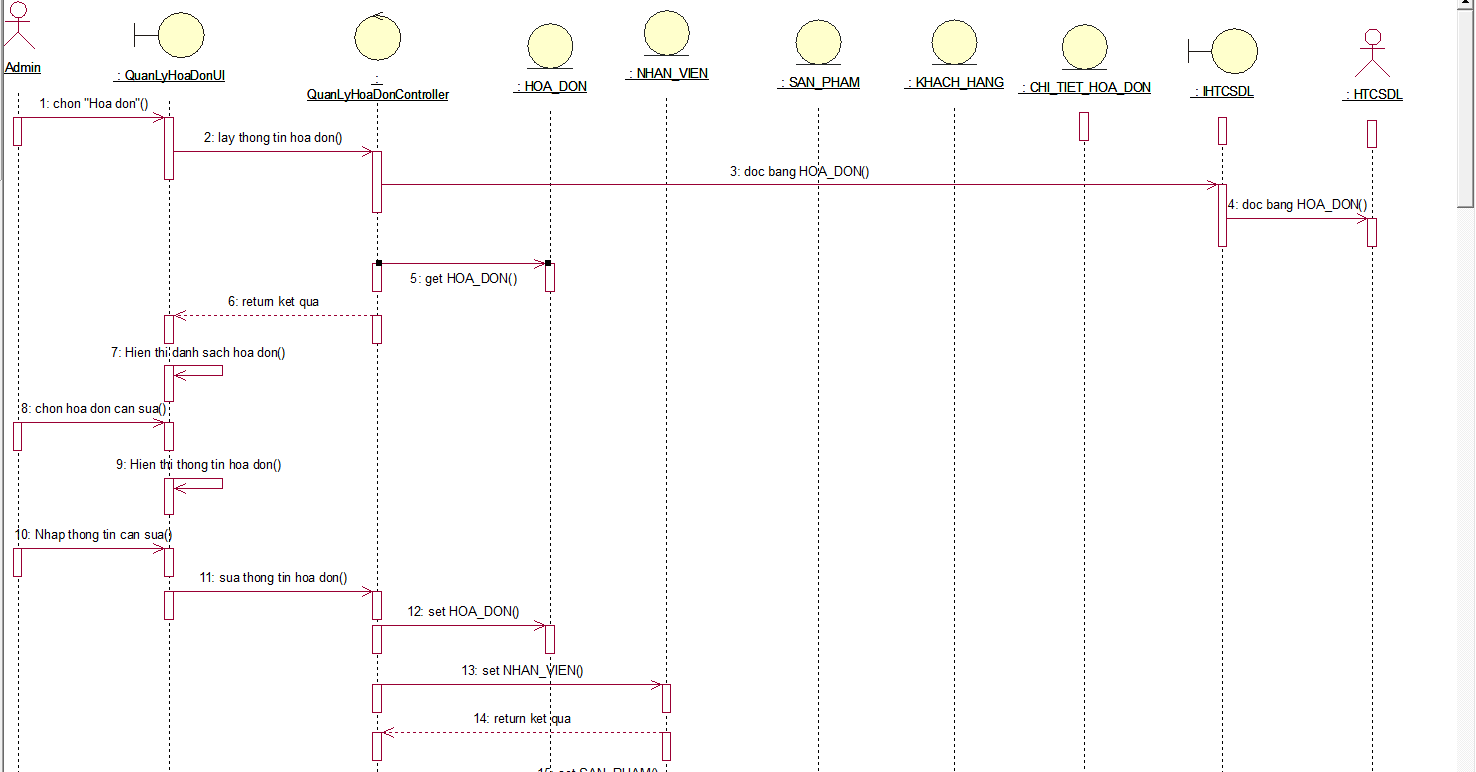 Admin
: QuanLyHoaDonUI
:
QuanLyHoaDonController
: HOA_DON
: NHAN_VIEN
: SAN_PHAM
: KHACH_HANG
: CHI_TIET_HOA_DON
: IHTCSDL
: HTCSDL
1: chon "Hoa don"()
2: lay thong tin hoa don()
3: doc bang HOA_DON()
4: doc bang HOA_DON()
5: get HOA_DON()
6: return ket qua
7: Hien thi danh sach hoa don()
8: chon hoa don can sua()
9: Hien thi thong tin hoa don()
10: Nhap thong tin can sua()
11: sua thong tin hoa don()
12: set HOA_DON()
13: set NHAN_VIEN()
14: return ket qua
15: set SAN_PHAM()